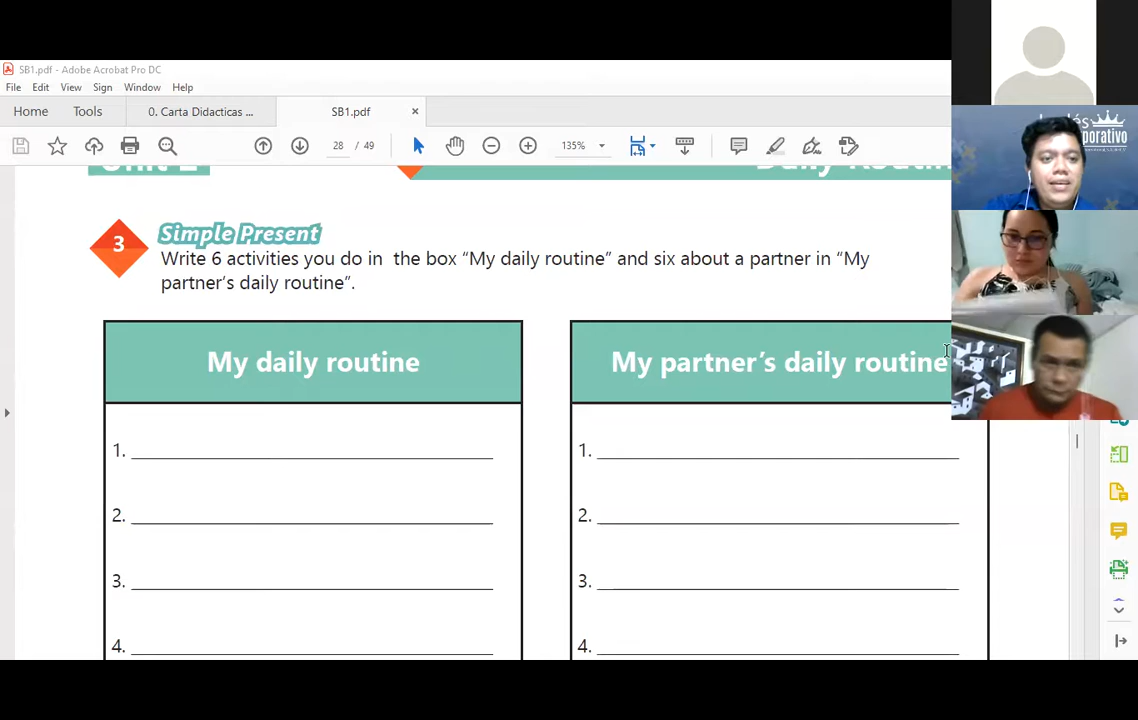 SB1.pdf - Adobe Acrobat Pro DC
File Edit View Sign Window Help
Home Tools 0. Carta Didacticas ... SB1.pdf ×
28 / 49 135%
3
Simple Present
Write 6 activities you do in the box “My daily routine” and six about a partner in “My
partner’s daily routine”.
My daily routine
My partner’s daily routine
1.
2.
3.
4.
1.
2.
3.
4.